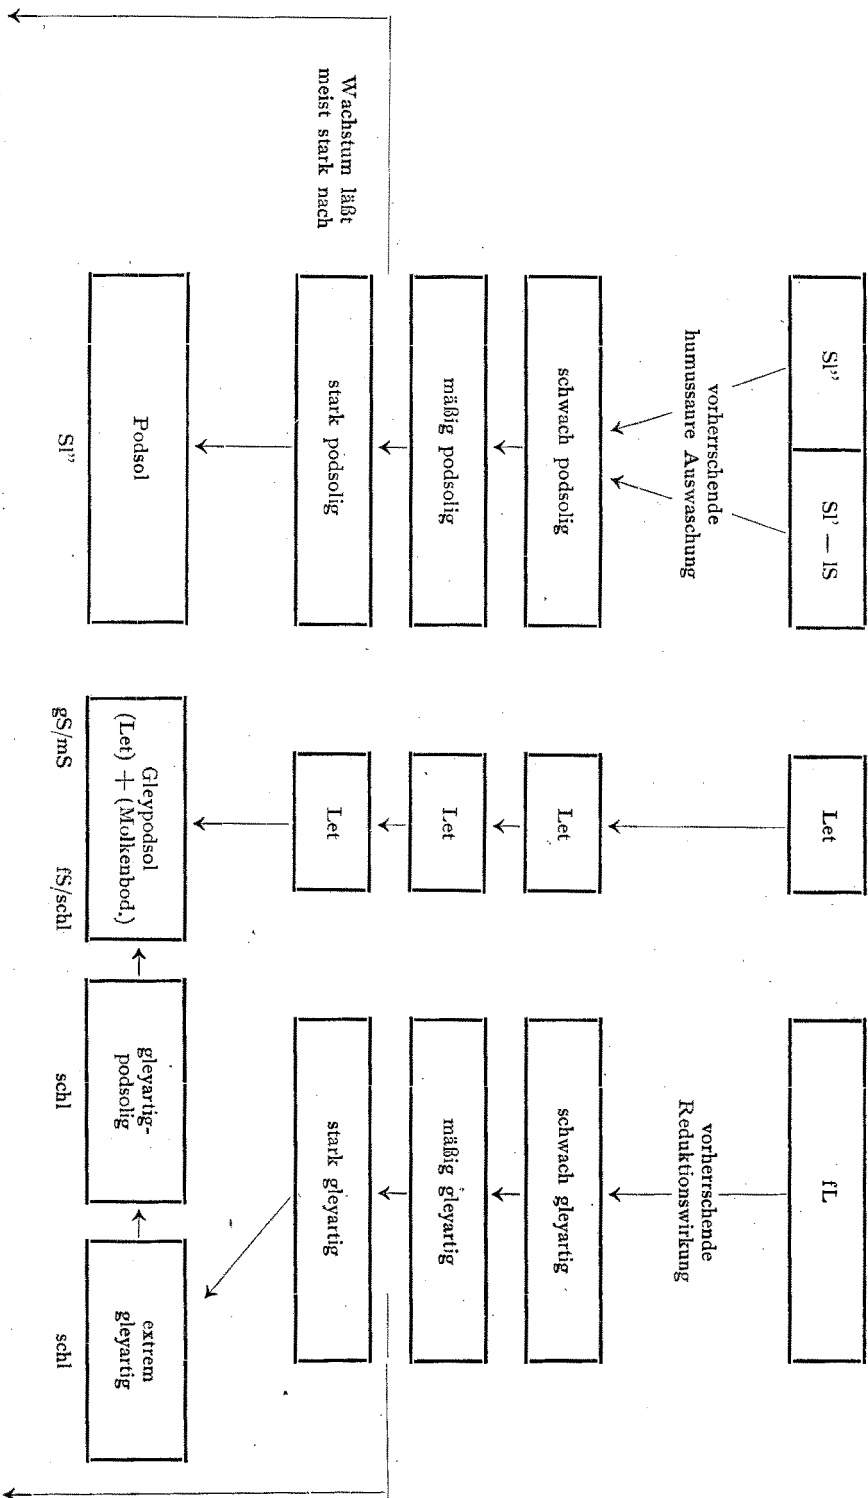 Sl”
Sl’ — lS
Let
fL
vorherrschende
humussaure Auswaschung
vorherrschende
Reduktionswirkung
schwach podsolig
Let
schwach gleyartig
mäßig podsolig
Let
mäßig gleyartig
Wachstum läßt
meist stark nach
stark podsolig
Let
stark gleyartig
Podsol
Gleypodsol
(Let) + (Molkenbod.)
gleyartig-
podsolig
extrem
gleyartig
Sl”
gS/mS
fS/schl
schl
schl